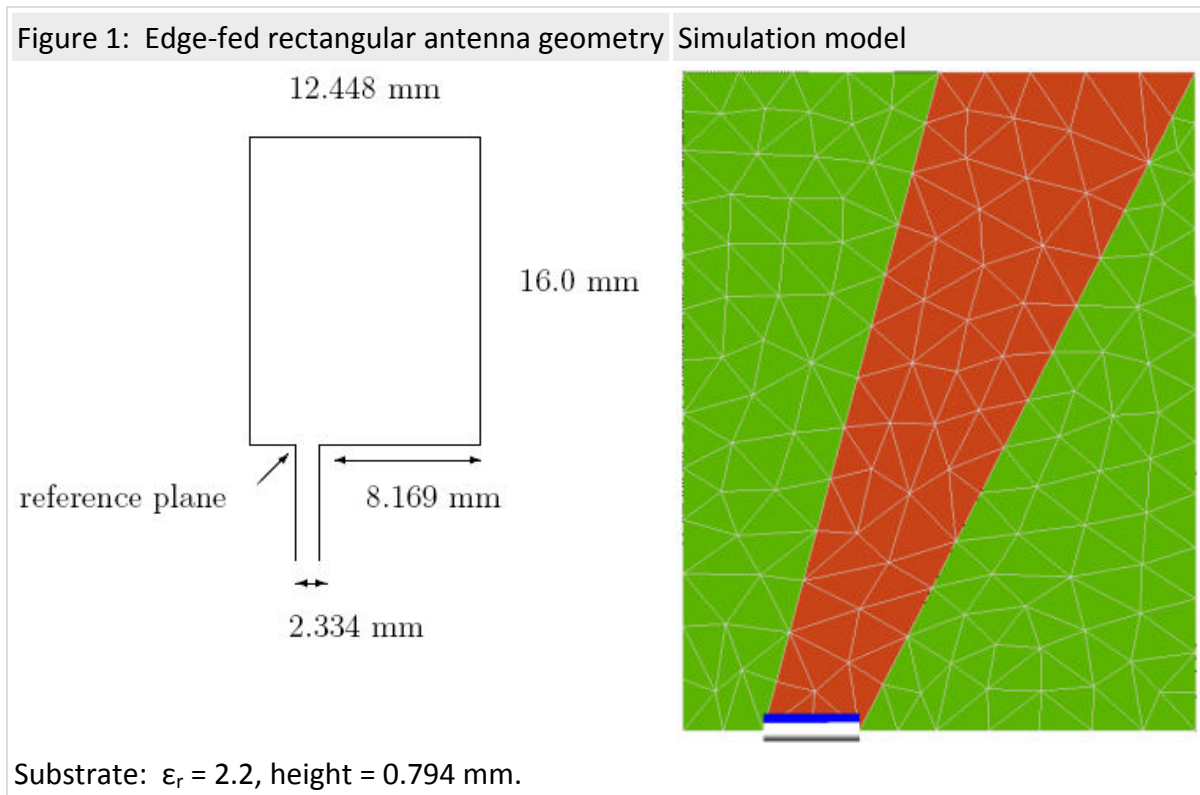 Figure 1: Edge-fed rectangular antenna geometry
Simulation model
12.448 mm
16.0 mm
reference plane
8.169 mm
2.334 mm
Substrate: εr = 2.2, height = 0.794 mm.